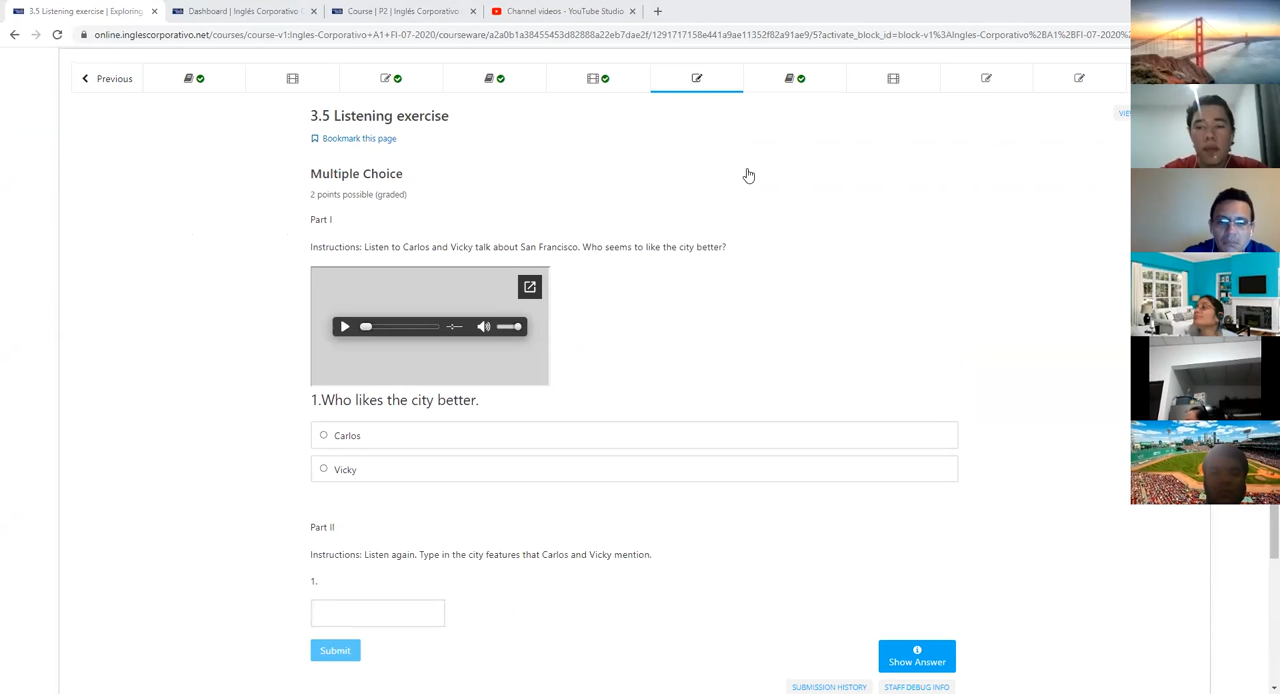 3.5 Listening exercise | Exploring
Dashboard | Inglés Corporativo
Course | P2 | Inglés Corporativo
Channel videos - YouTube Studio
online.inglescorporativo.net/courses/course-v1:Ingles-Corporativo+A1+FI-07-2020/courseware/a2a0b1a38455453d82888a22eb7dae2f/1291717158e441a9ae11352f82a91ae9/5?activate_block_id=block-v1%3AIngles-Corporativo%2BA1%2BFI-07-2020%
Previous
3.5 Listening exercise
VIE
Bookmark this page
Multiple Choice
2 points possible (graded)
Part I
Instructions: Listen to Carlos and Vicky talk about San Francisco. Who seems to like the city better?
1.Who likes the city better.
Carlos
Vicky
Part II
Instructions: Listen again. Type in the city features that Carlos and Vicky mention.
1.
Submit
Show Answer
SUBMISSION HISTORY
STAFF DEBUG INFO